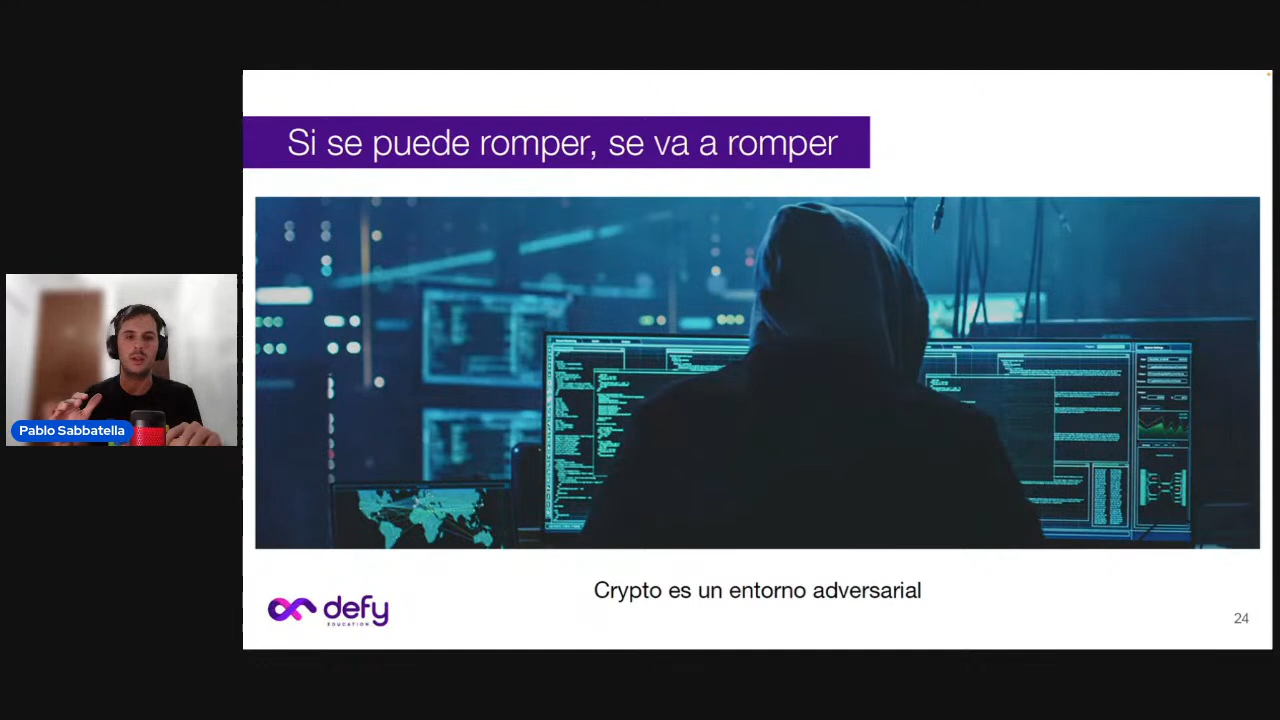 Si se puede romper, se va a romper
Pablo Sabbatella
Crypto es un entorno adversarial
defy
EDUCATION
24